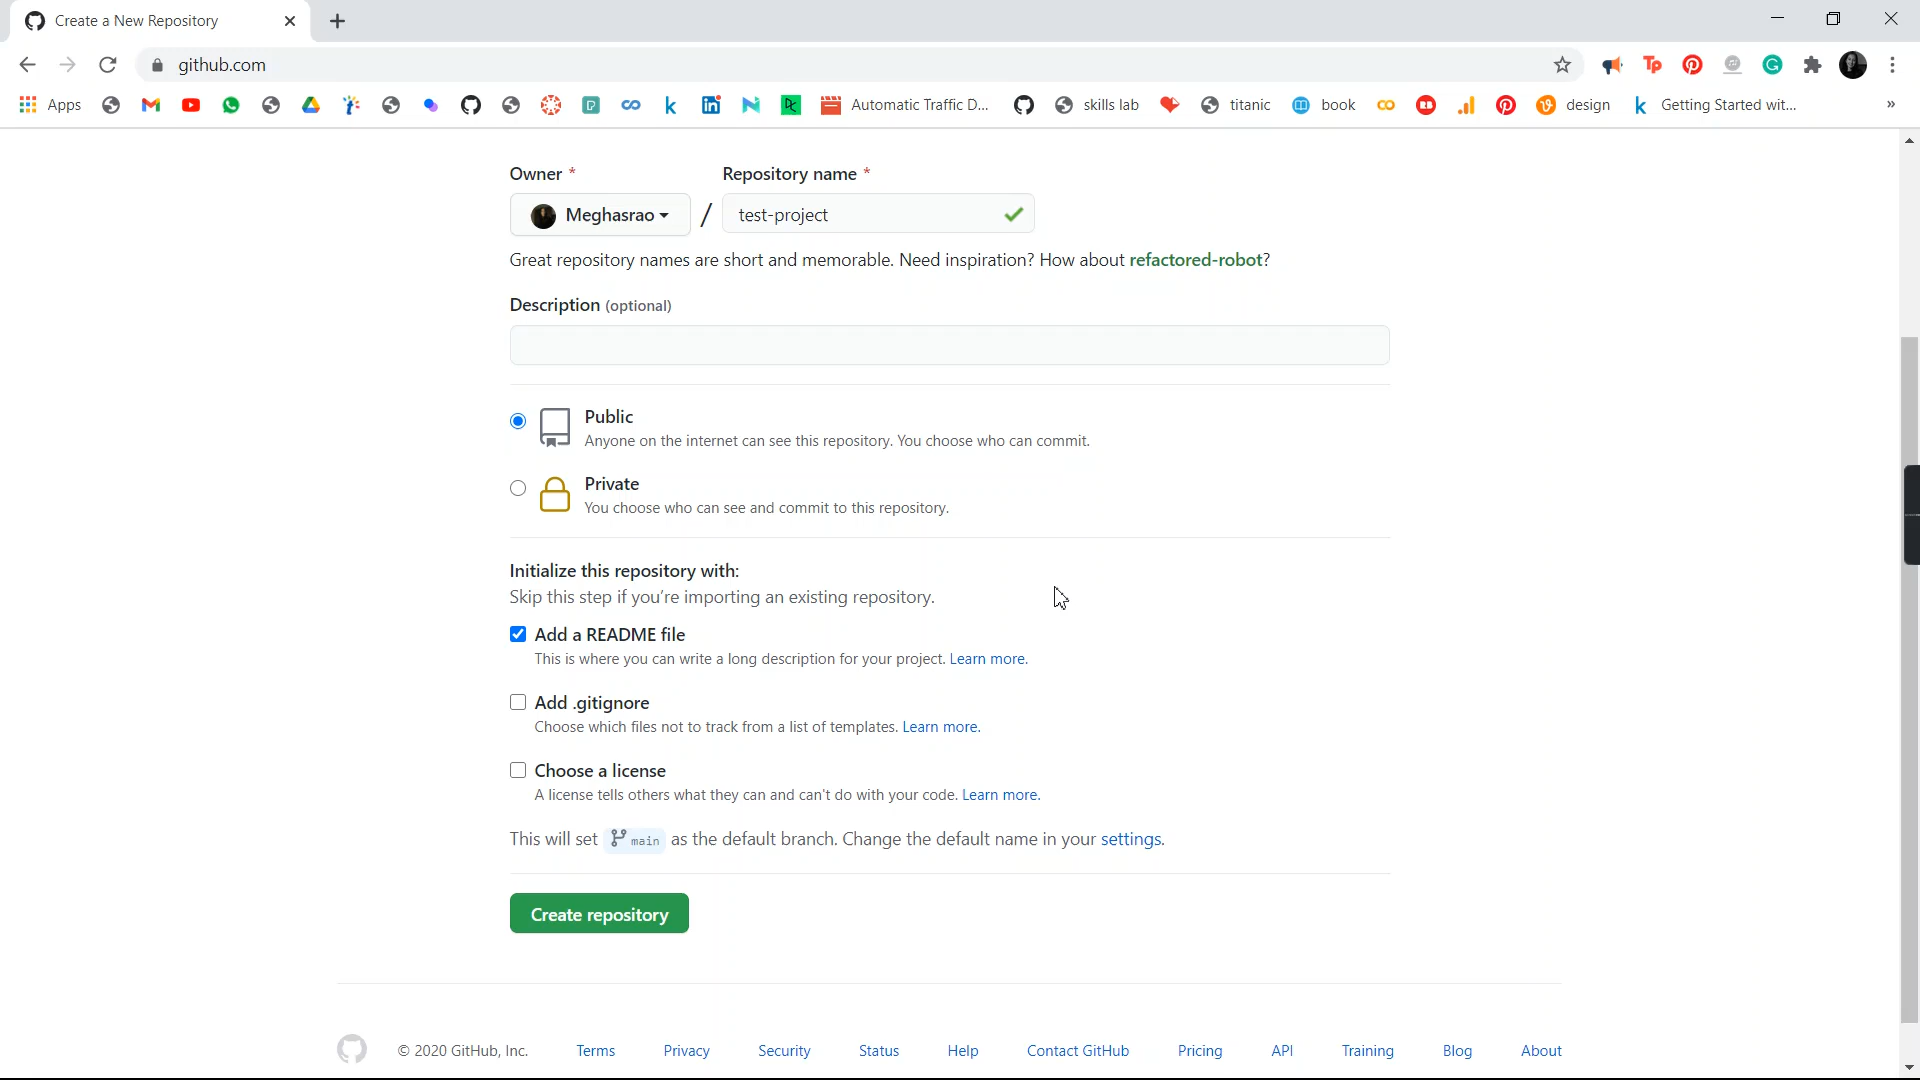 Create a New Repository
github.com
Apps
Automatic Traffic D...
skills lab
titanic
book
design
Getting Started wit...
Owner *
Repository name *
Meghasrao
/
test-project
Great repository names are short and memorable. Need inspiration? How about refactored-robot?
Description (optional)
Public
Anyone on the internet can see this repository. You choose who can commit.
Private
You choose who can see and commit to this repository.
Initialize this repository with:
Skip this step if you're importing an existing repository.
Add a README file
This is where you can write a long description for your project. Learn more.
Add .gitignore
Choose which files not to track from a list of templates. Learn more.
Choose a license
A license tells others what they can and can't do with your code. Learn more.
This will set main as the default branch. Change the default name in your settings.
Create repository
© 2020 GitHub, Inc.
Terms
Privacy
Security
Status
Help
Contact GitHub
Pricing
API
Training
Blog
About